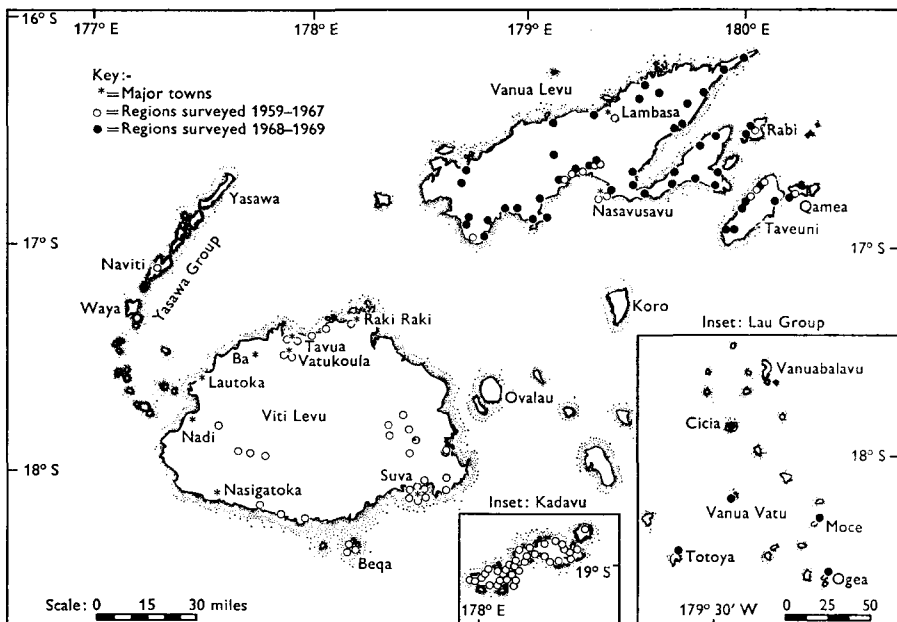 16° S
177° E
178° E
179° E
180° E
Key:-
*=Major towns
○=Regions surveyed 1959–1967
●=Regions surveyed 1968–1969
Vanua Levu
Lambasa
Rabi
Yasawa
Nasavusavu
Qamea
Taveuni
17° S
17° S
Naviti
Yasawa Group
Waya
Koro
Raki Raki
Inset: Lau Group
Tavua
Ba*
Vatukoula
Vanuabalavu
Lautoka
Ovalau
Viti Levu
Cicia
Nadi
18° S
18° S
Suva
Nasigatoka
Inset: Kadavu
Vanua Vatu
Moce
Beqa
19° S
Totoya
Ogea
178° E
179° 30' W
Scale: 0 15 30 miles
0 25 50